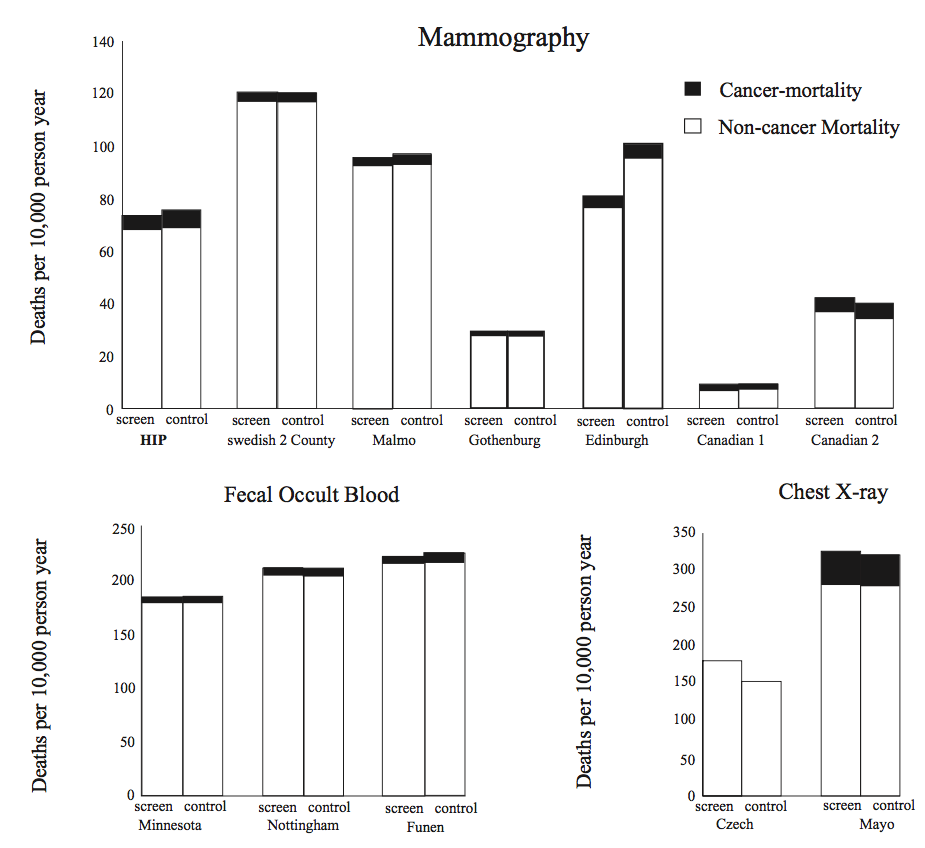 Mammography
Deaths per 10,000 person year
140
120
100
80
60
40
20
0
Cancer-mortality
Non-cancer Mortality
screen control screen control screen control screen control screen control screen control screen control
HIP swedish 2 County Malmo Gothenburg Edinburgh Canadian 1 Canadian 2
Fecal Occult Blood
Deaths per 10,000 person year
250
200
150
100
50
0
screen control screen control screen control
Minnesota Nottingham Funen
Chest X-ray
Deaths per 10,000 person year
350
300
250
200
150
100
50
0
screen control screen control
Czech Mayo